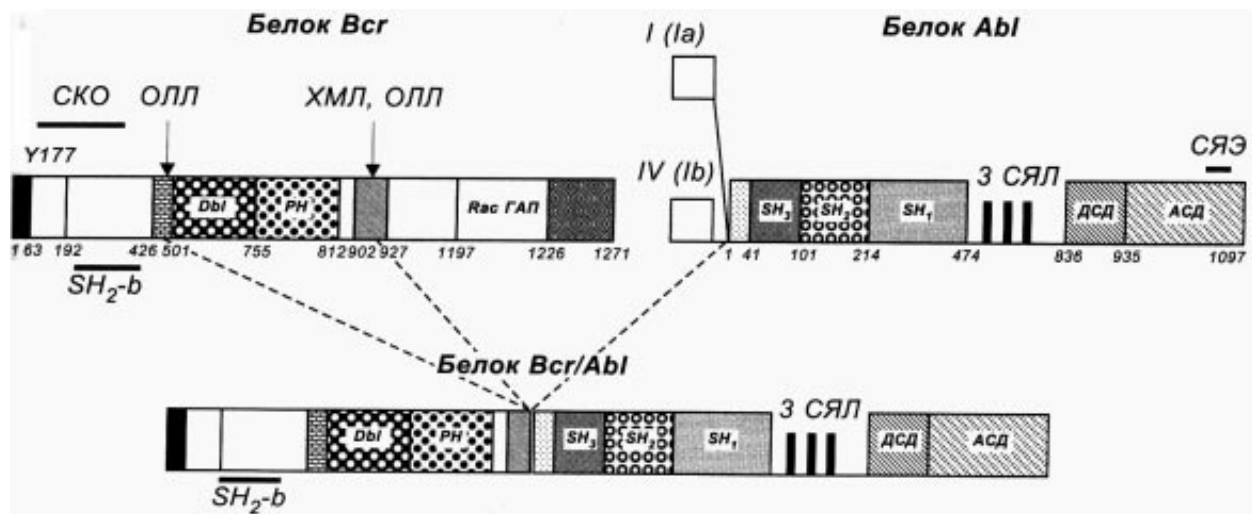 Белок Bcr
Белок Abl
I (Ia)
СКО ОЛЛ ХМЛ, ОЛЛ
Y177
IV (Ib)
3 СЯЛ
СЯЭ
Dbl PH Rac ГАП
SH3 SH2 SH1 ДСД АСД
1 63 192 426 501 755 812 902 927 1197 1226 1271
1 41 101 214 474 836 935 1097
SH2-b
Белок Bcr/Abl
3 СЯЛ
Dbl PH SH3 SH2 SH1 ДСД АСД
SH2-b